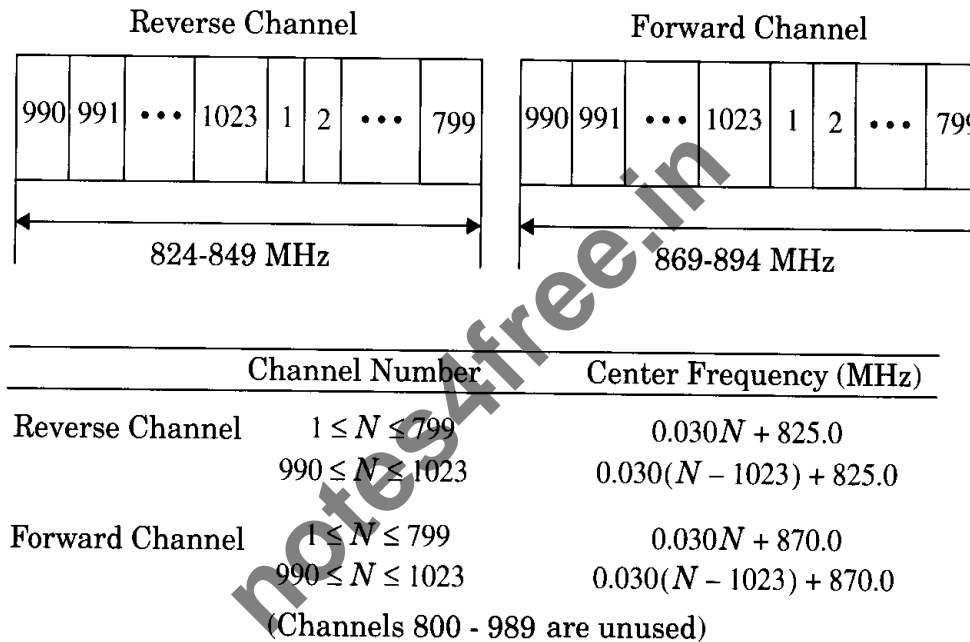 Reverse Channel Forward Channel
990 991 ••• 1023 1 2 ••• 799 990 991 ••• 1023 1 2 ••• 799
824-849 MHz 869-894 MHz
Channel Number Center Frequency (MHz)
Reverse Channel 1 ≤ N ≤ 799 0.030N + 825.0
990 ≤ N ≤ 1023 0.030(N – 1023) + 825.0
Forward Channel 1 ≤ N ≤ 799 0.030N + 870.0
990 ≤ N ≤ 1023 0.030(N – 1023) + 870.0
(Channels 800 - 989 are unused)
notes4free.in